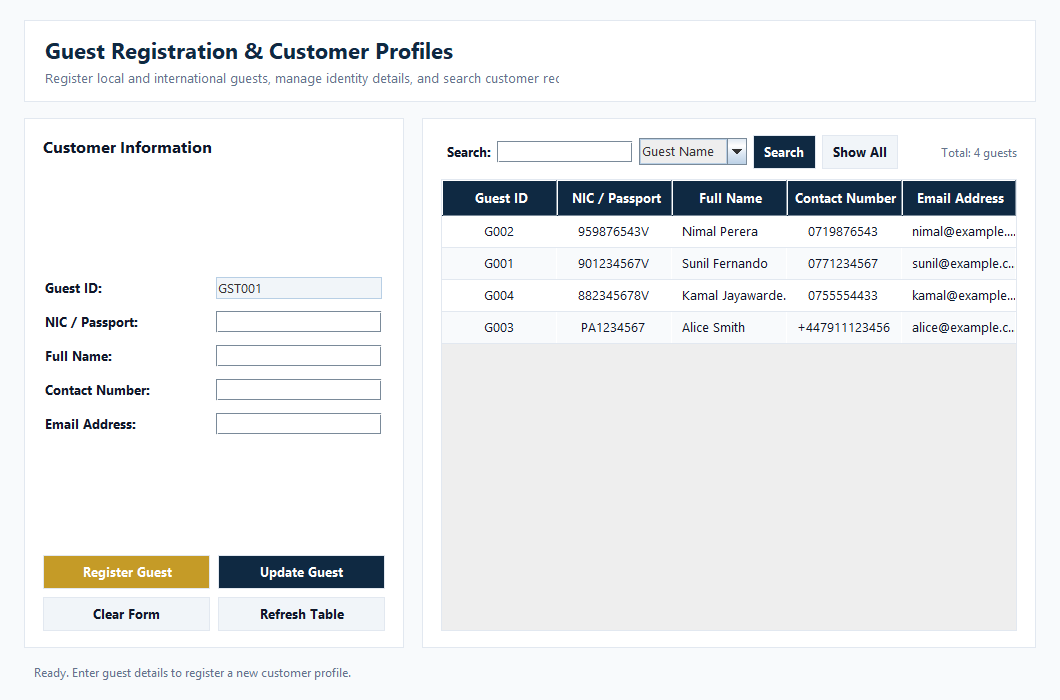 Guest Registration & Customer Profiles
Register local and international guests, manage identity details, and search customer rec
Customer Information
Guest ID: GST001
NIC / Passport:
Full Name:
Contact Number:
Email Address:
Register Guest Update Guest
Clear Form Refresh Table
Search: Guest Name Search Show All Total: 4 guests
Guest ID NIC / Passport Full Name Contact Number Email Address
G002 959876543V Nimal Perera 0719876543 nimal@example....
G001 901234567V Sunil Fernando 0771234567 sunil@example.c..
G004 882345678V Kamal Jayawarde. 0755554433 kamal@example...
G003 PA1234567 Alice Smith +447911123456 alice@example.c..
Ready. Enter guest details to register a new customer profile.